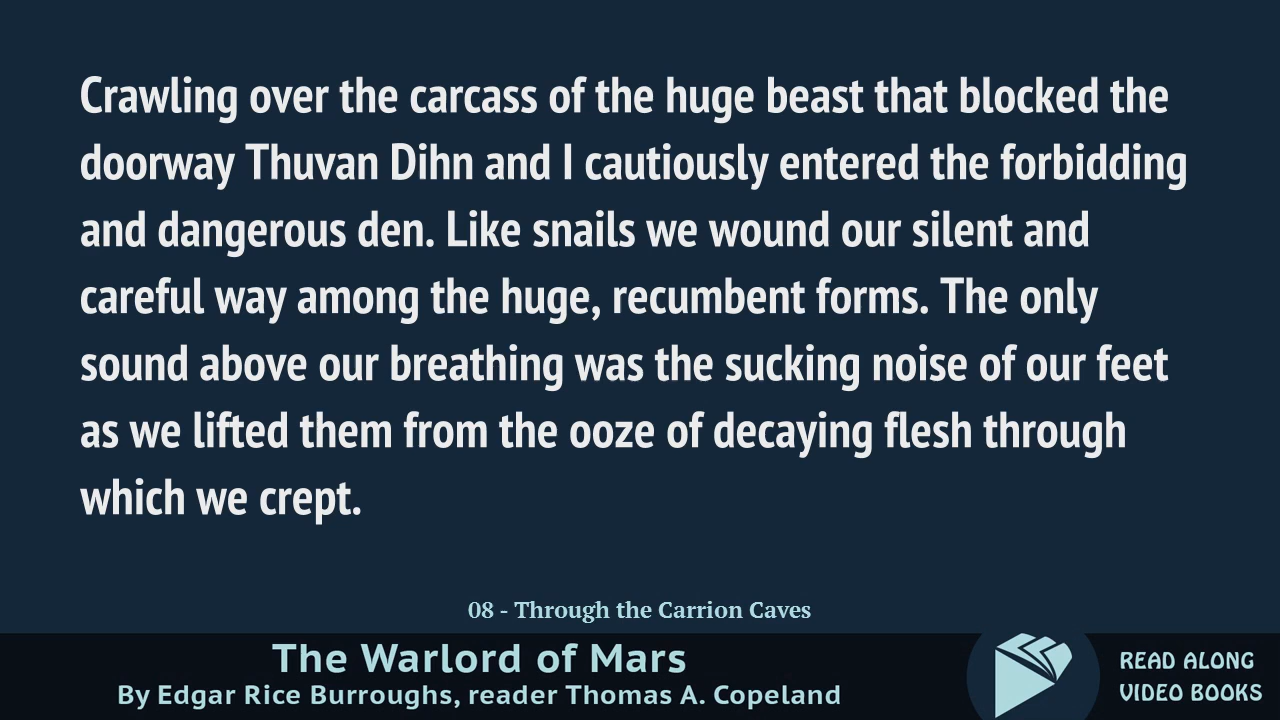 Crawling over the carcass of the huge beast that blocked the
doorway Thuvan Dihn and I cautiously entered the forbidding
and dangerous den. Like snails we wound our silent and
careful way among the huge, recumbent forms. The only
sound above our breathing was the sucking noise of our feet
as we lifted them from the ooze of decaying flesh through
which we crept.
08 - Through the Carrion Caves
The Warlord of Mars
By Edgar Rice Burroughs, reader Thomas A. Copeland
READ ALONG
VIDEO BOOKS